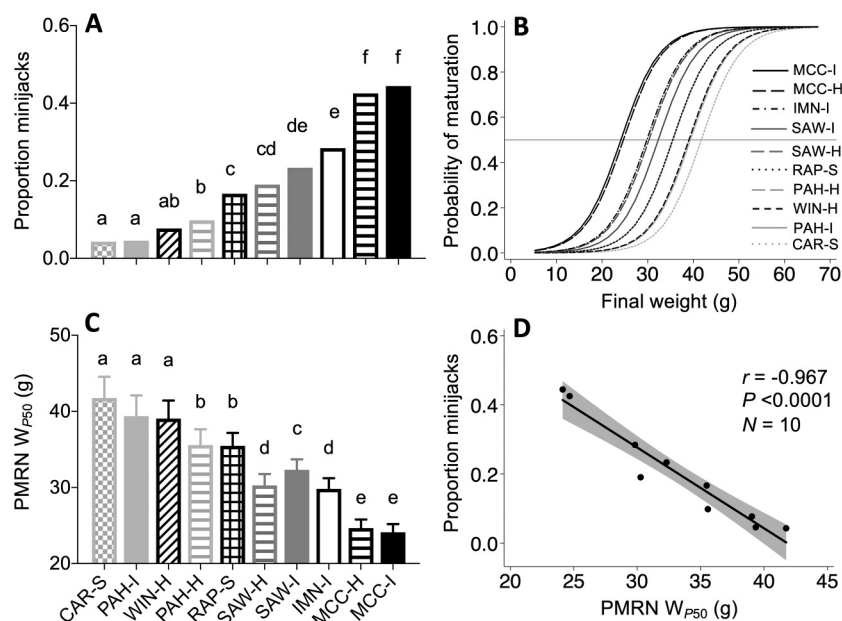 A
Proportion minijacks
0.6
0.4
0.2
0.0
a
a
ab
b
c
cd
de
e
f
f
B
Probability of maturation
1.0
0.8
0.6
0.4
0.2
0.0
0
10
20
30
40
50
60
70
Final weight (g)
MCC-I
MCC-H
IMN-I
SAW-I
SAW-H
RAP-S
PAH-H
WIN-H
PAH-I
CAR-S
C
PMRN WP50 (g)
50
40
30
20
a
a
a
b
b
d
c
d
e
e
CAR-S
PAH-I
WIN-H
PAH-H
RAP-S
SAW-H
SAW-I
IMN-I
MCC-H
MCC-I
D
Proportion minijacks
0.6
0.4
0.2
0.0
r = -0.967
P <0.0001
N = 10
20
25
30
35
40
45
PMRN WP50 (g)